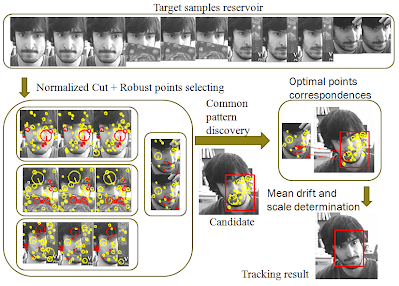 Target samples reservoir
Normalized Cut + Robust points selecting
Common
pattern
discovery
Optimal points
correspondences
Candidate
Mean drift and
scale determination
Tracking result